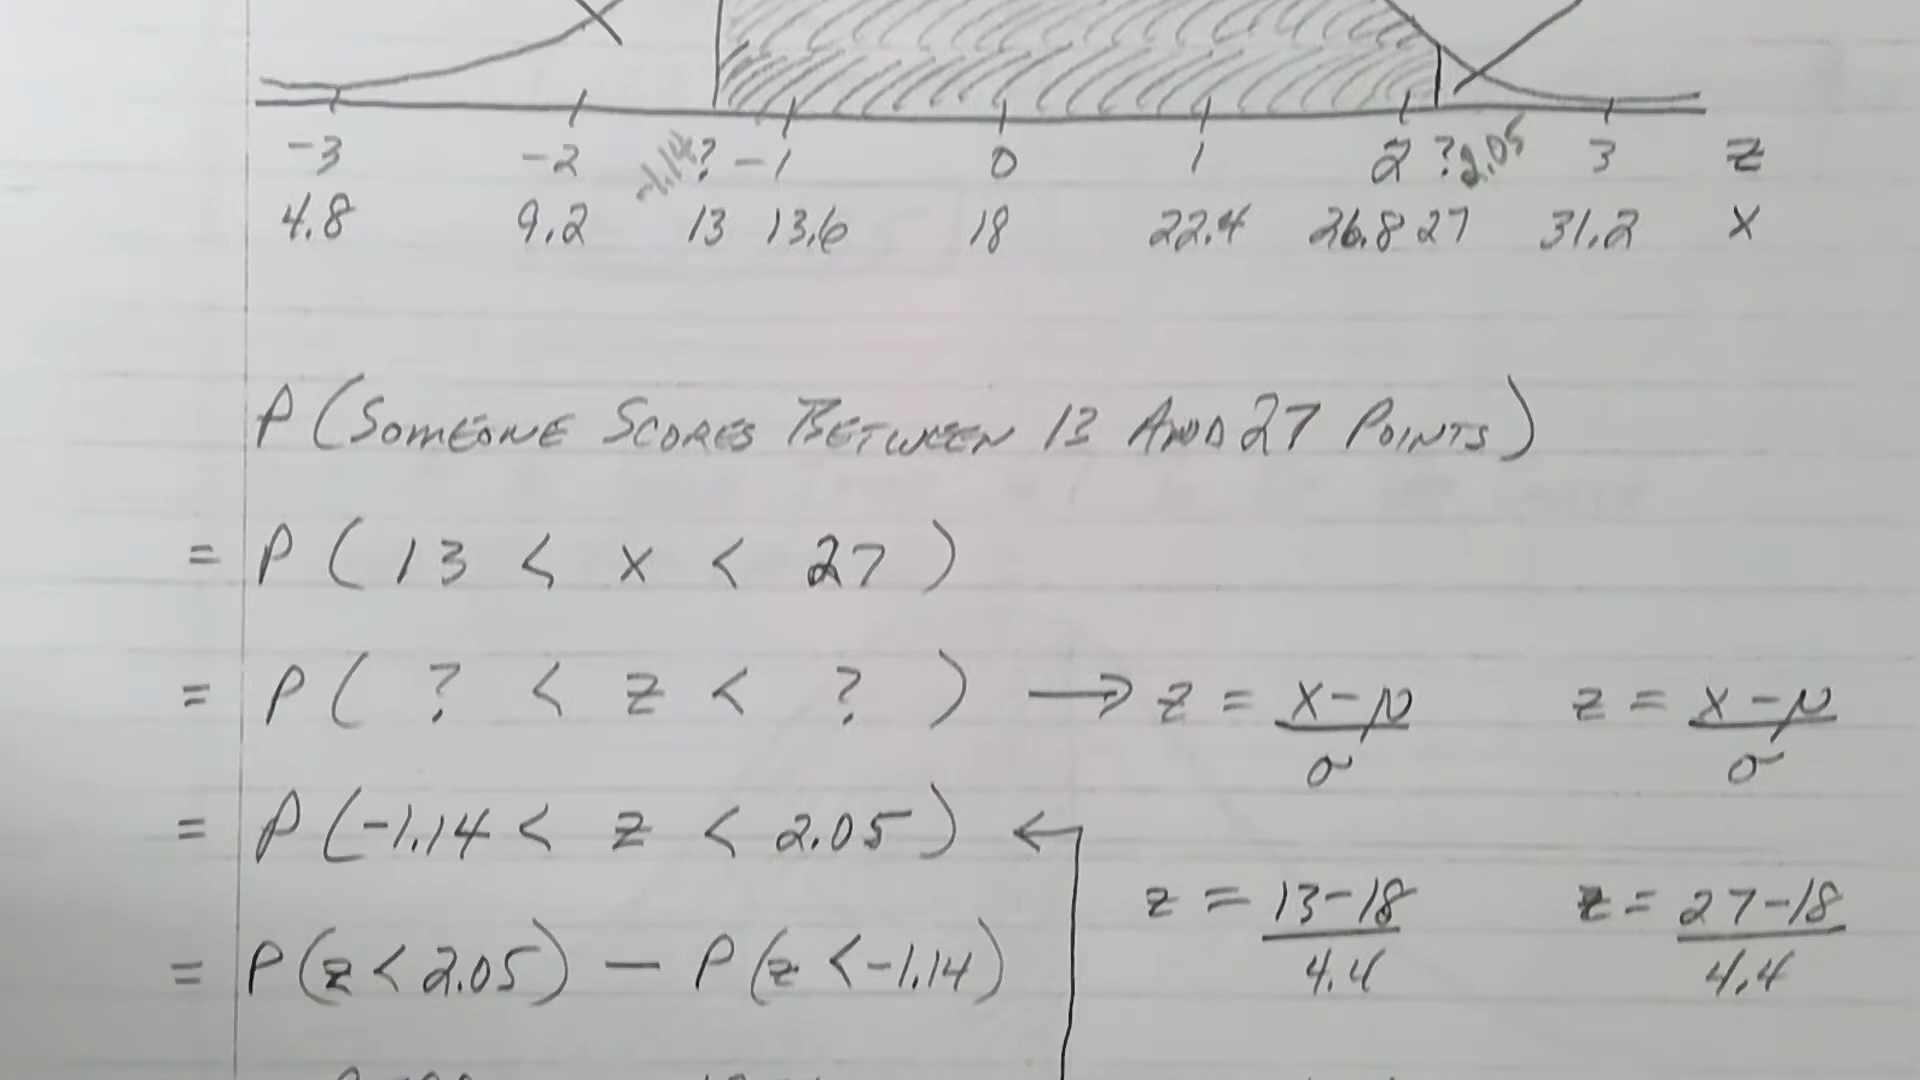 -3 -2 -1.14? -1 0 1 2 ? 2.05 3 z
4.8 9.2 13 13.6 18 22.4 26.8 27 31.2 X
P (SOMEONE SCORES BETWEEN 13 AND 27 POINTS)
= P ( 13 < X < 27 )
= P ( ? < z < ? ) → z = X-μ/σ z = X-μ/σ
= P (-1.14 < z < 2.05) ←
z = 13-18/4.4 z = 27-18/4.4
= P(z < 2.05) - P(z < -1.14)